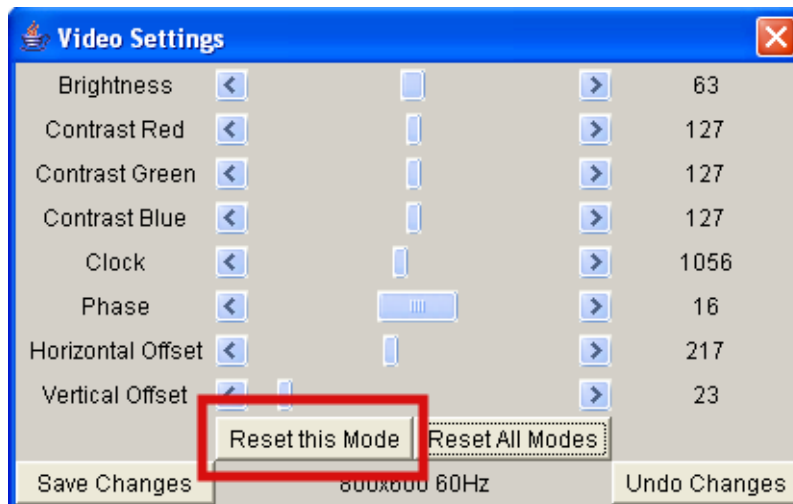 Video Settings
Brightness 63
Contrast Red 127
Contrast Green 127
Contrast Blue 127
Clock 1056
Phase 16
Horizontal Offset 217
Vertical Offset 23
Reset this Mode Reset All Modes
Save Changes 800x600 60Hz Undo Changes